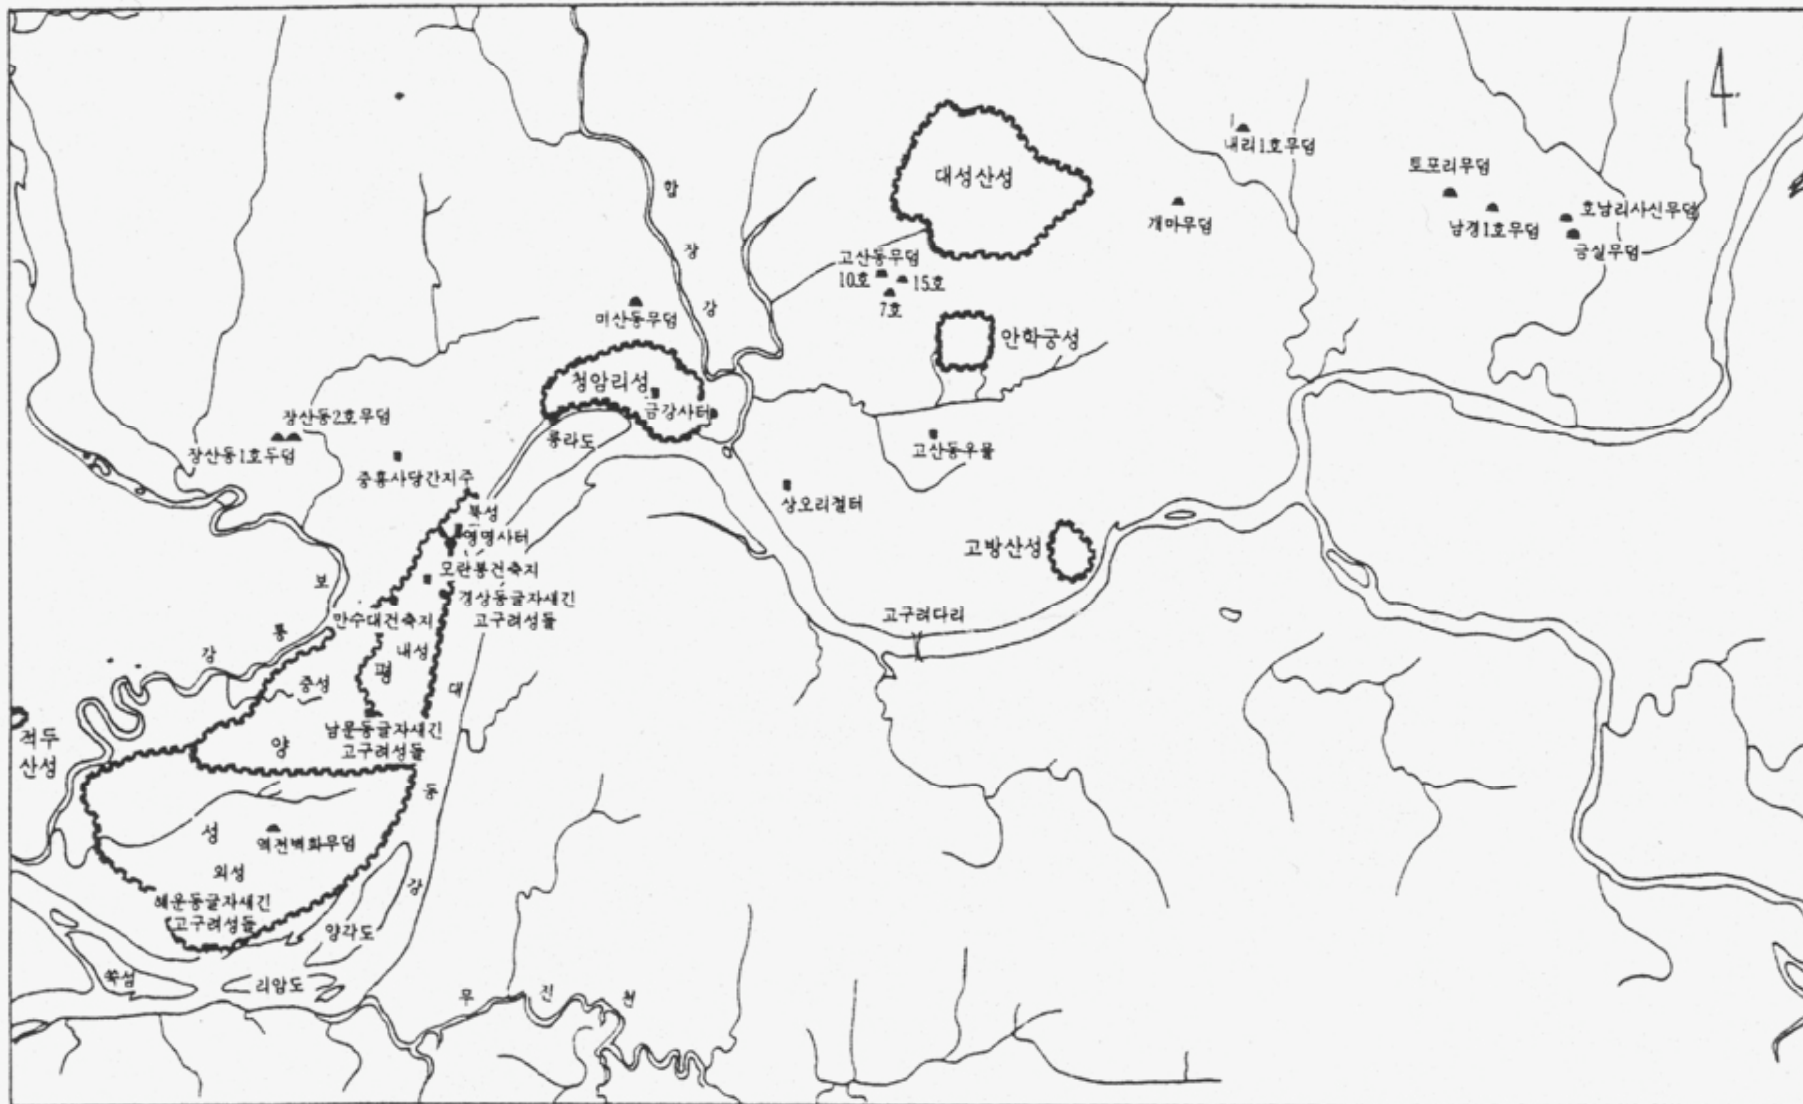 대성산성
내리1호무덤
토포리무덤
호남리사신무덤
남경1호무덤
금실무덤
개마무덤
고산동무덤
10호
15호
7호
합
장
강
미산동무덤
안학궁성
청암리성
금강사터
릉라도
장산동2호무덤
장산동1호무덤
중흥사당간지주
고산동우물
상오리절터
고방산성
북성
영명사터
모란봉건축지
경상동글자새긴
고구려성돌
만수대건축지
고구려다리
보
통
강
내성
평
중성
대
남문동글자새긴
고구려성돌
양
적두
산성
동
성
역전벽화무덤
외성
강
해운동글자새긴
고구려성돌
양각도
쑥섬
리암도
무
진
천